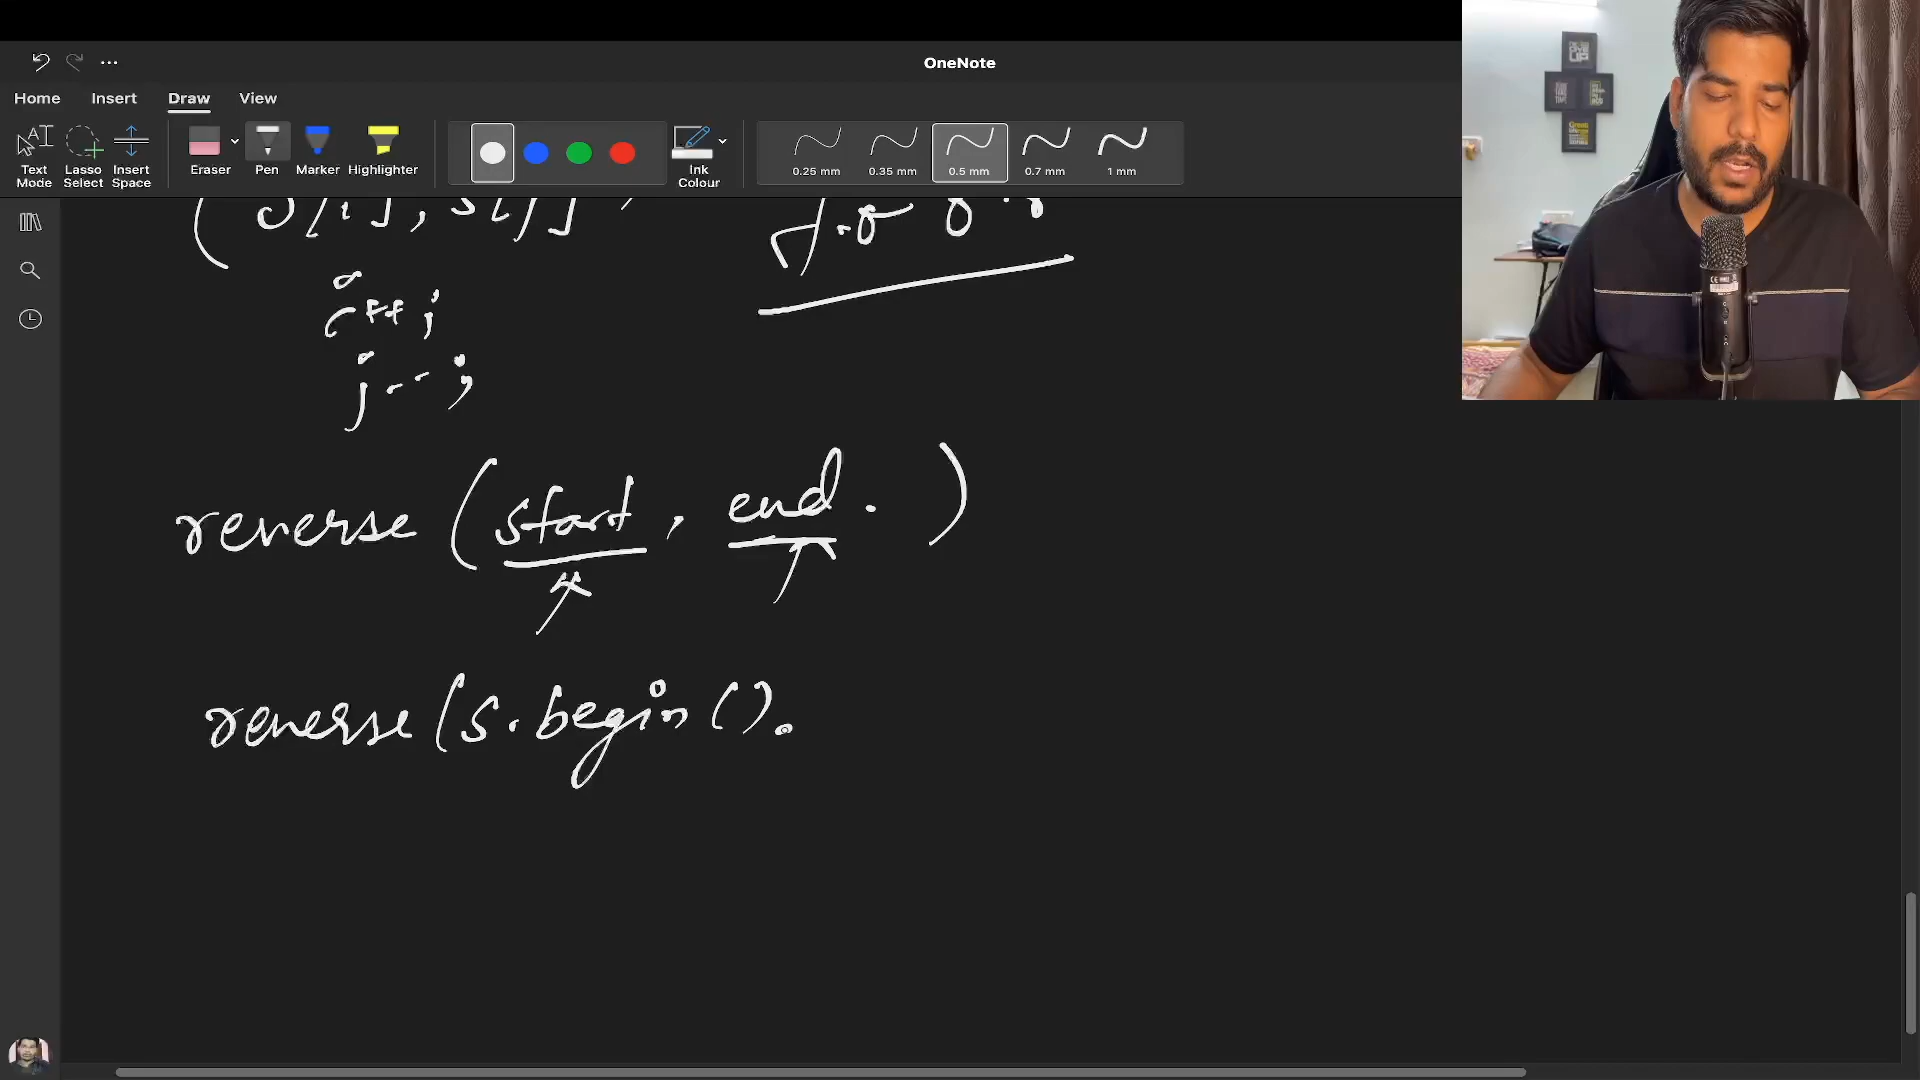 OneNote
Home Insert Draw View
Text Mode
Lasso Select
Insert Space
Eraser
Pen
Marker
Highlighter
Ink Colour
0.25 mm
0.35 mm
0.5 mm
0.7 mm
1 mm
s[i], s[j]
i++;
j--;
reverse (start, end. )
reverse(s.begin().